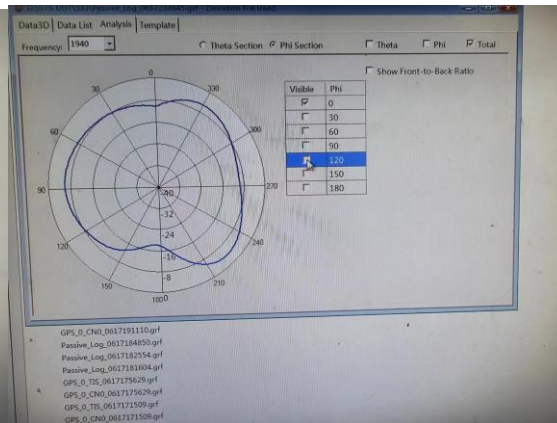 Data3D Data List Analysis Template
Frequency: 1940 Theta Section Phi Section Theta Phi Total
Show Front-to-Back Ratio
Visible Phi
0
30
60
90
120
150
180
0
30 330
60 300
90 270
120 240
150 210
180
-40
-32
-24
-16
-8
0
GPS_0_CN0_0617191110.grf
Passive_Log_0617184850.grf
Passive_Log_0617182554.grf
Passive_Log_0617181604.grf
GPS_0_TIS_0617175629.grf
GPS_0_CN0_0617175629.grf
GPS_0_TIS_0617171509.grf
GPS_0_CN0_0617171509.grf